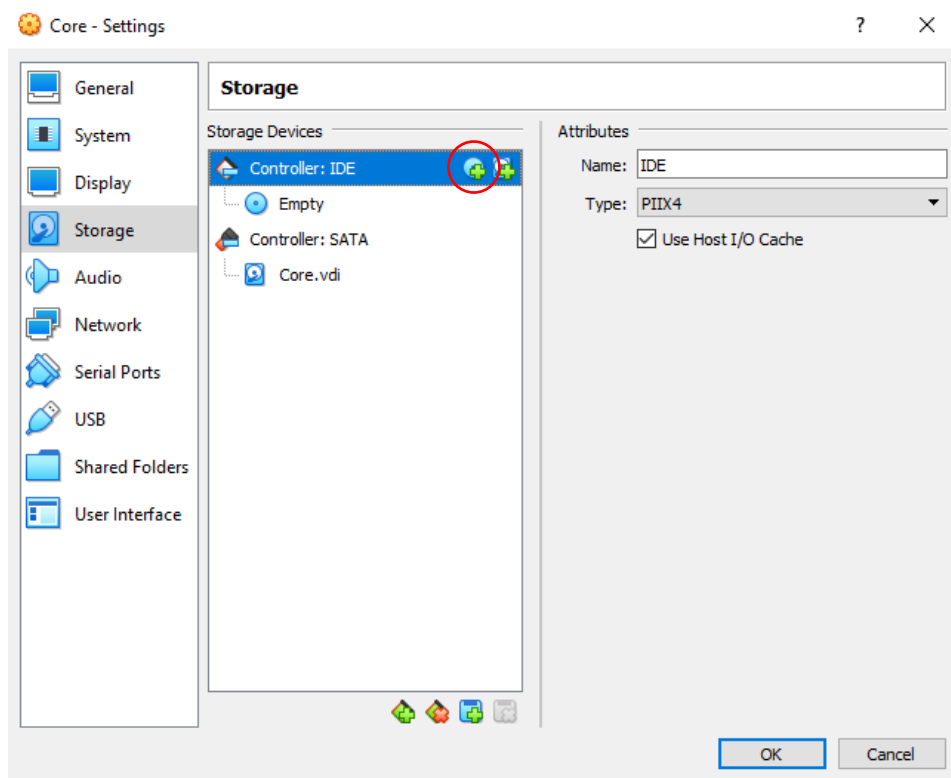 Core - Settings
?
General
System
Display
Storage
Audio
Network
Serial Ports
USB
Shared Folders
User Interface
Storage
Storage Devices
Controller: IDE
Empty
Controller: SATA
Core.vdi
Attributes
Name: IDE
Type: PIIX4
Use Host I/O Cache
OK
Cancel